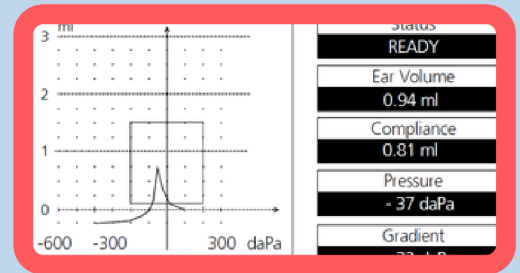 ml
3
2
1
0
-600 -300 300 daPa
Status
READY
Ear Volume
0.94 ml
Compliance
0.81 ml
Pressure
- 37 daPa
Gradient